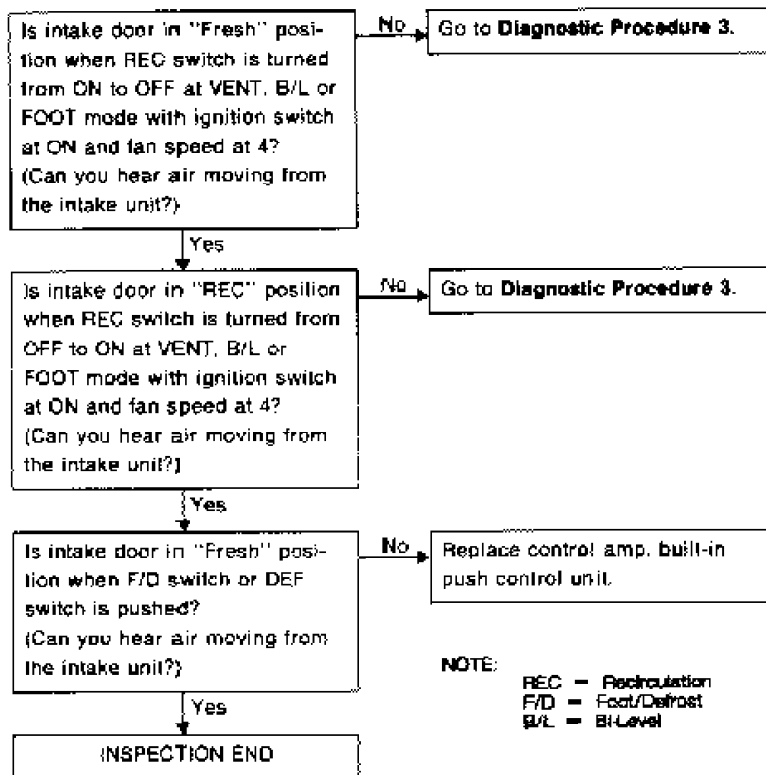 Is intake door in "Fresh" posi-
tion when REC switch is turned
from ON to OFF at VENT, B/L or
FOOT mode with ignition switch
at ON and fan speed at 4?
(Can you hear air moving from
the intake unit?)
No
Go to Diagnostic Procedure 3.
Yes
Is intake door in "REC" position
when REC switch is turned from
OFF to ON at VENT, B/L or
FOOT mode with ignition switch
at ON and fan speed at 4?
(Can you hear air moving from
the intake unit?)
No
Go to Diagnostic Procedure 3.
Yes
Is intake door in "Fresh" posi-
tion when F/D switch or DEF
switch is pushed?
(Can you hear air moving from
the intake unit?)
No
Replace control amp. built-in
push control unit.
Yes
INSPECTION END
NOTE:
REC = Recirculation
F/D = Foot/Defrost
B/L = Bi-Level